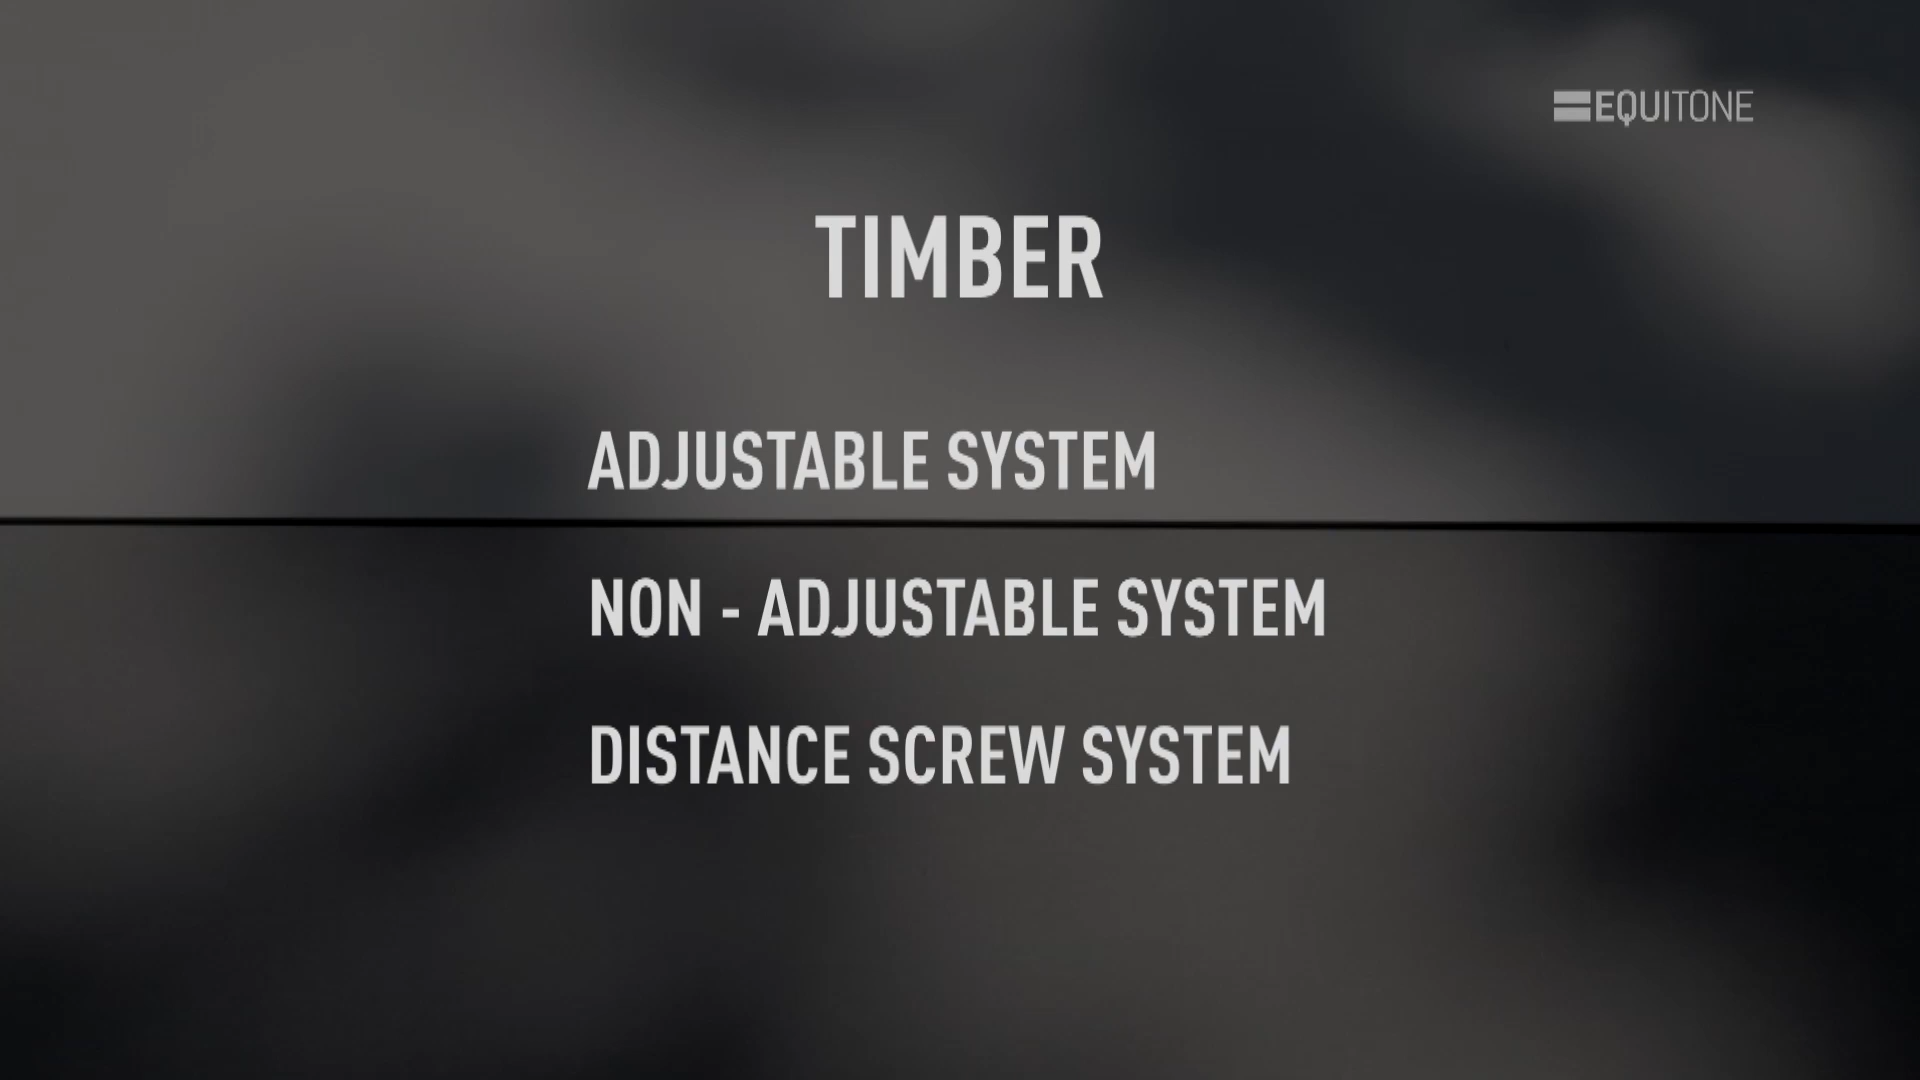 EQUITONE
TIMBER
ADJUSTABLE SYSTEM
NON - ADJUSTABLE SYSTEM
DISTANCE SCREW SYSTEM